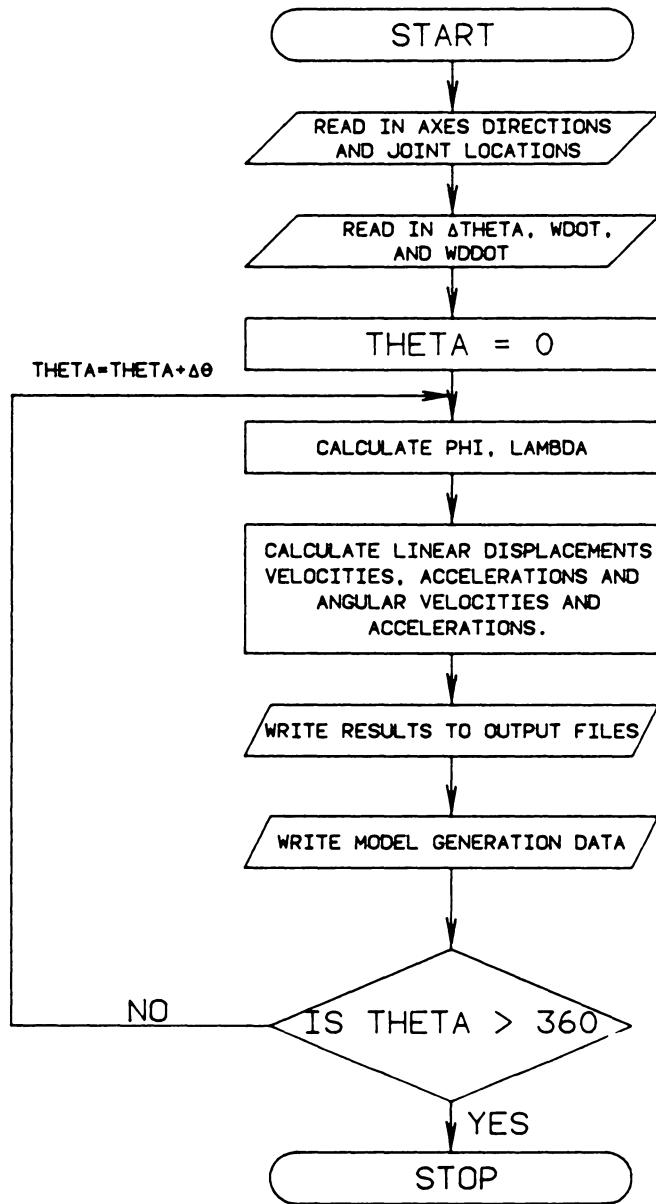 START
READ IN AXES DIRECTIONS
AND JOINT LOCATIONS
READ IN ΔTHETA, WDOT,
AND WDDOT
THETA = 0
THETA=THETA+Δθ
CALCULATE PHI, LAMBDA
CALCULATE LINEAR DISPLACEMENTS
VELOCITIES, ACCELERATIONS AND
ANGULAR VELOCITIES AND
ACCELERATIONS.
WRITE RESULTS TO OUTPUT FILES
WRITE MODEL GENERATION DATA
NO
IS THETA > 360
YES
STOP